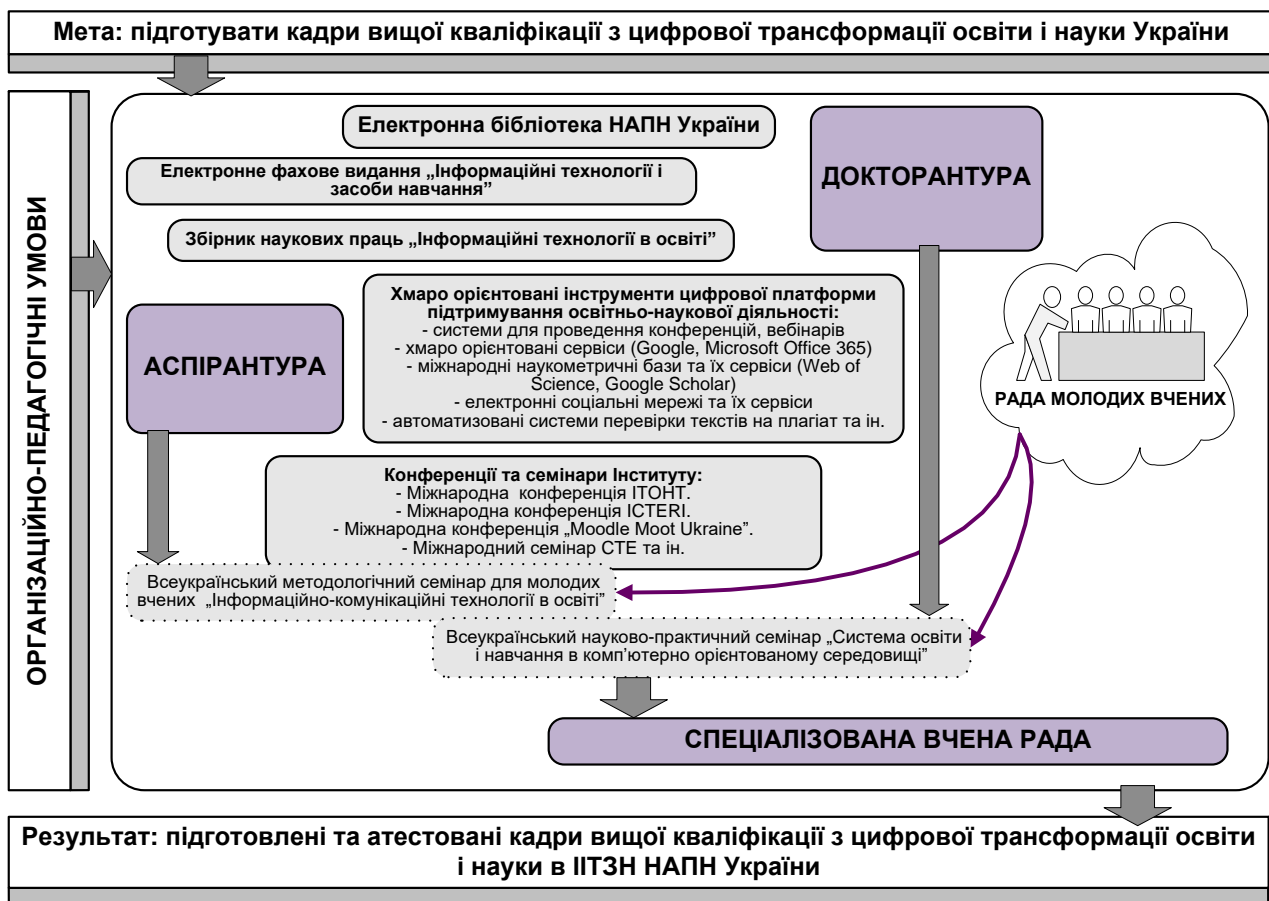 Мета: підготувати кадри вищої кваліфікації з цифрової трансформації освіти і науки України
ОРГАНІЗАЦІЙНО-ПЕДАГОГІЧНІ УМОВИ
Електронна бібліотека НАПН України
Електронне фахове видання „Інформаційні технології і
засоби навчання”
Збірник наукових праць „Інформаційні технології в освіті”
ДОКТОРАНТУРА
АСПІРАНТУРА
Хмаро орієнтовані інструменти цифрової платформи
підтримування освітньо-наукової діяльності:
- системи для проведення конференцій, вебінарів
- хмаро орієнтовані сервіси (Google, Microsoft Office 365)
- міжнародні наукометричні бази та їх сервіси (Web of
Science, Google Scholar)
- електронні соціальні мережі та їх сервіси
- автоматизовані системи перевірки текстів на плагіат та ін.
РАДА МОЛОДИХ ВЧЕНИХ
Конференції та семінари Інституту:
- Міжнародна конференція ІТОНТ.
- Міжнародна конференція ICTERI.
- Міжнародна конференція „Moodle Moot Ukraine”.
- Міжнародний семінар CTE та ін.
Всеукраїнський методологічний семінар для молодих
вчених „Інформаційно-комунікаційні технології в освіті”
Всеукраїнський науково-практичний семінар „Система освіти
і навчання в комп’ютерно орієнтованому середовищі”
СПЕЦІАЛІЗОВАНА ВЧЕНА РАДА
Результат: підготовлені та атестовані кадри вищої кваліфікації з цифрової трансформації освіти
і науки в ІІТЗН НАПН України